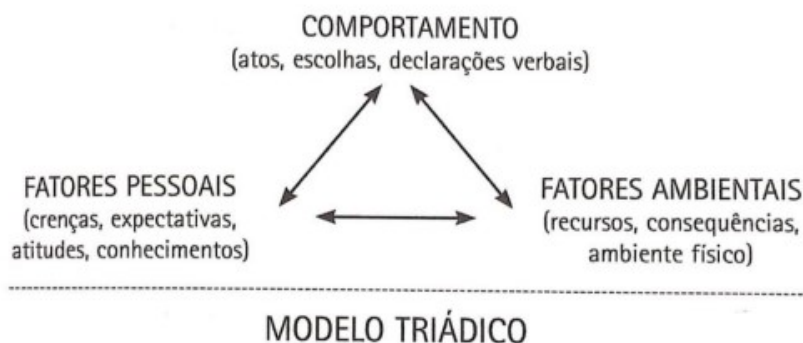 COMPORTAMENTO
(atos, escolhas, declarações verbais)
FATORES PESSOAIS
(crenças, expectativas,
atitudes, conhecimentos)
FATORES AMBIENTAIS
(recursos, consequências,
ambiente físico)
MODELO TRIÁDICO